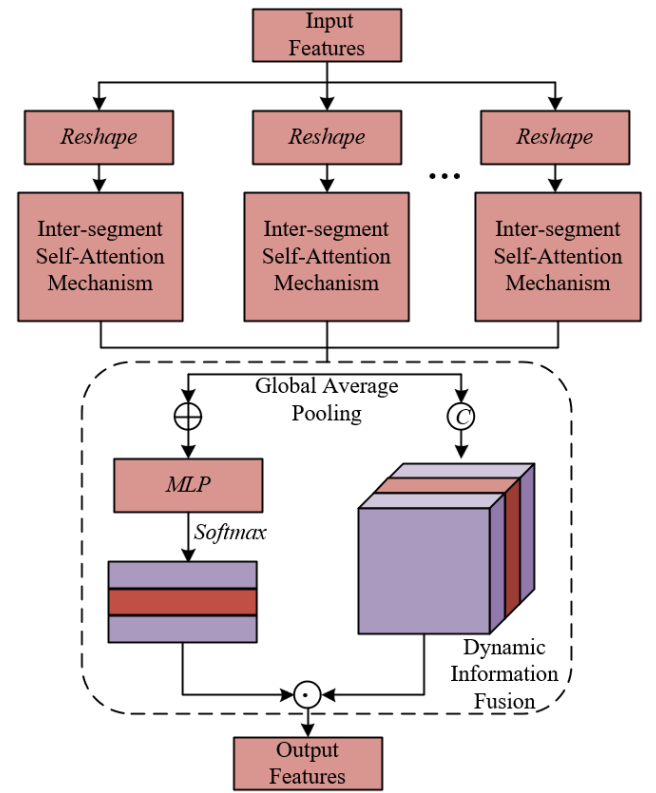 Input
Features
Reshape
Reshape
Reshape
...
Inter-segment
Self-Attention
Mechanism
Inter-segment
Self-Attention
Mechanism
Inter-segment
Self-Attention
Mechanism
Global Average
Pooling
C
MLP
Softmax
Dynamic
Information
Fusion
Output
Features